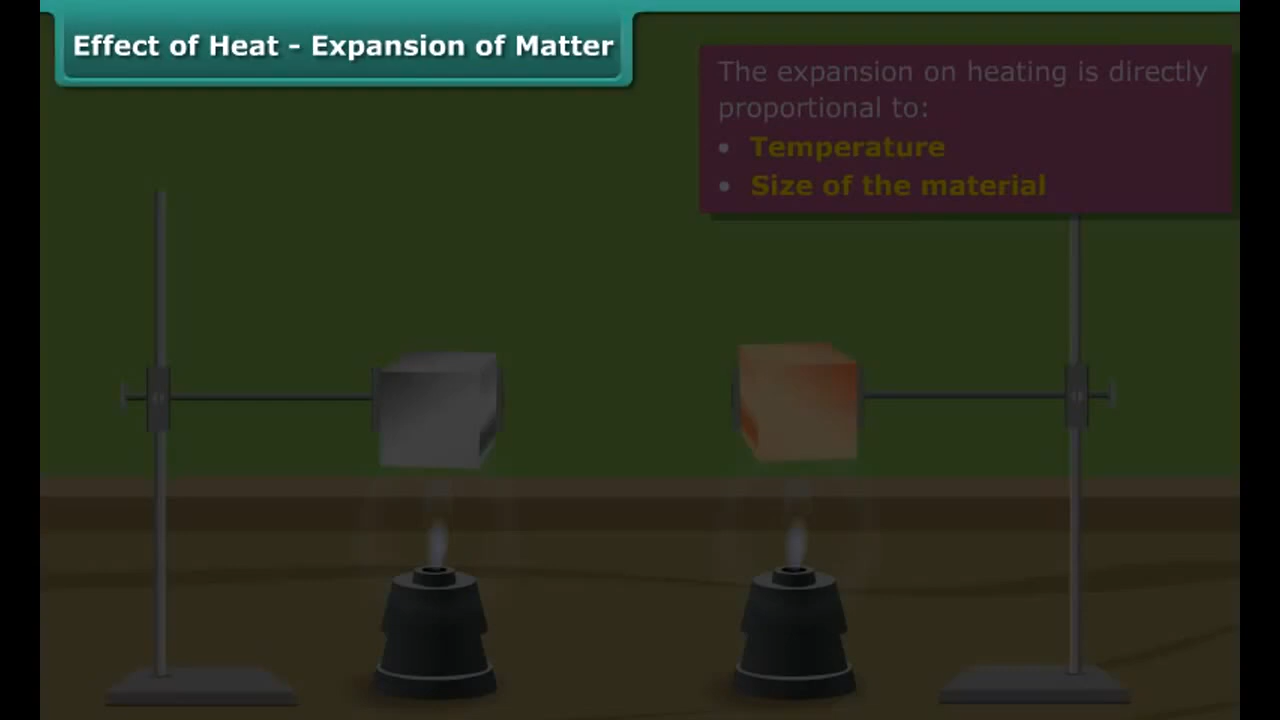 Effect of Heat - Expansion of Matter
The expansion on heating is directly
proportional to:
• Temperature
• Size of the material